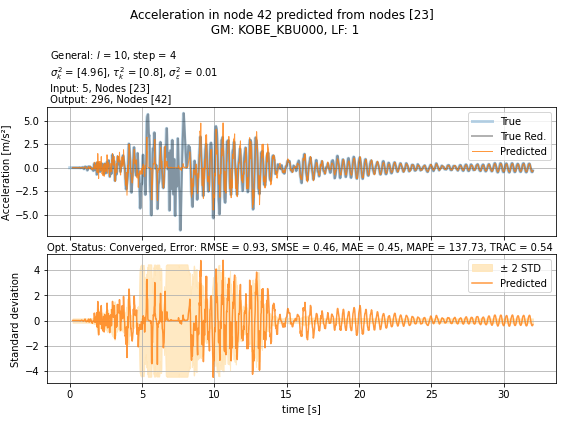 Acceleration in node 42 predicted from nodes [23]
GM: KOBE_KBU000, LF: 1
General: l = 10, step = 4
σ²ₖ = [4.96], τ²ₖ = [0.8], σ²ε = 0.01
Input: 5, Nodes [23]
Output: 296, Nodes [42]
Acceleration [m/s²]
5.0
2.5
0.0
−2.5
−5.0
True
True Red.
Predicted
Opt. Status: Converged, Error: RMSE = 0.93, SMSE = 0.46, MAE = 0.45, MAPE = 137.73, TRAC = 0.54
Standard deviation
4
2
0
−2
−4
± 2 STD
Predicted
0 5 10 15 20 25 30
time [s]